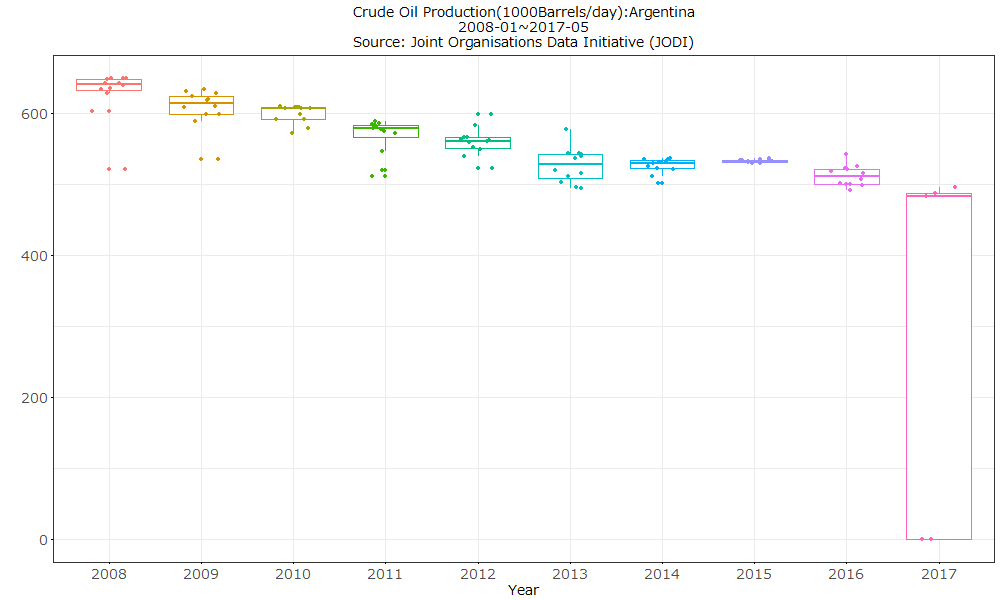 Crude Oil Production(1000Barrels/day):Argentina
2008-01~2017-05
Source: Joint Organisations Data Initiative (JODI)
600
400
200
0
2008 2009 2010 2011 2012 2013 2014 2015 2016 2017
Year